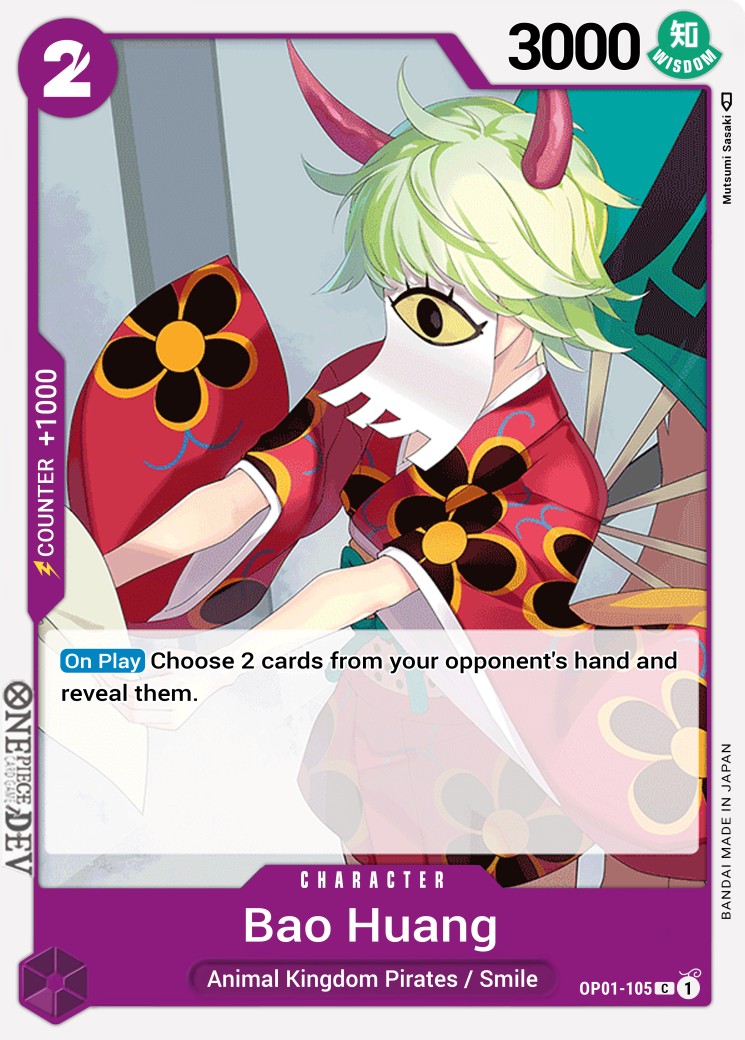 2
3000
知
WISDOM
Mutsumi Sasaki
COUNTER +1000
On Play Choose 2 cards from your opponent's hand and
reveal them.
ONE PIECE
CARD GAME
.DEV
BANDAI MADE IN JAPAN
CHARACTER
Bao Huang
Animal Kingdom Pirates / Smile
OP01-105 C 1